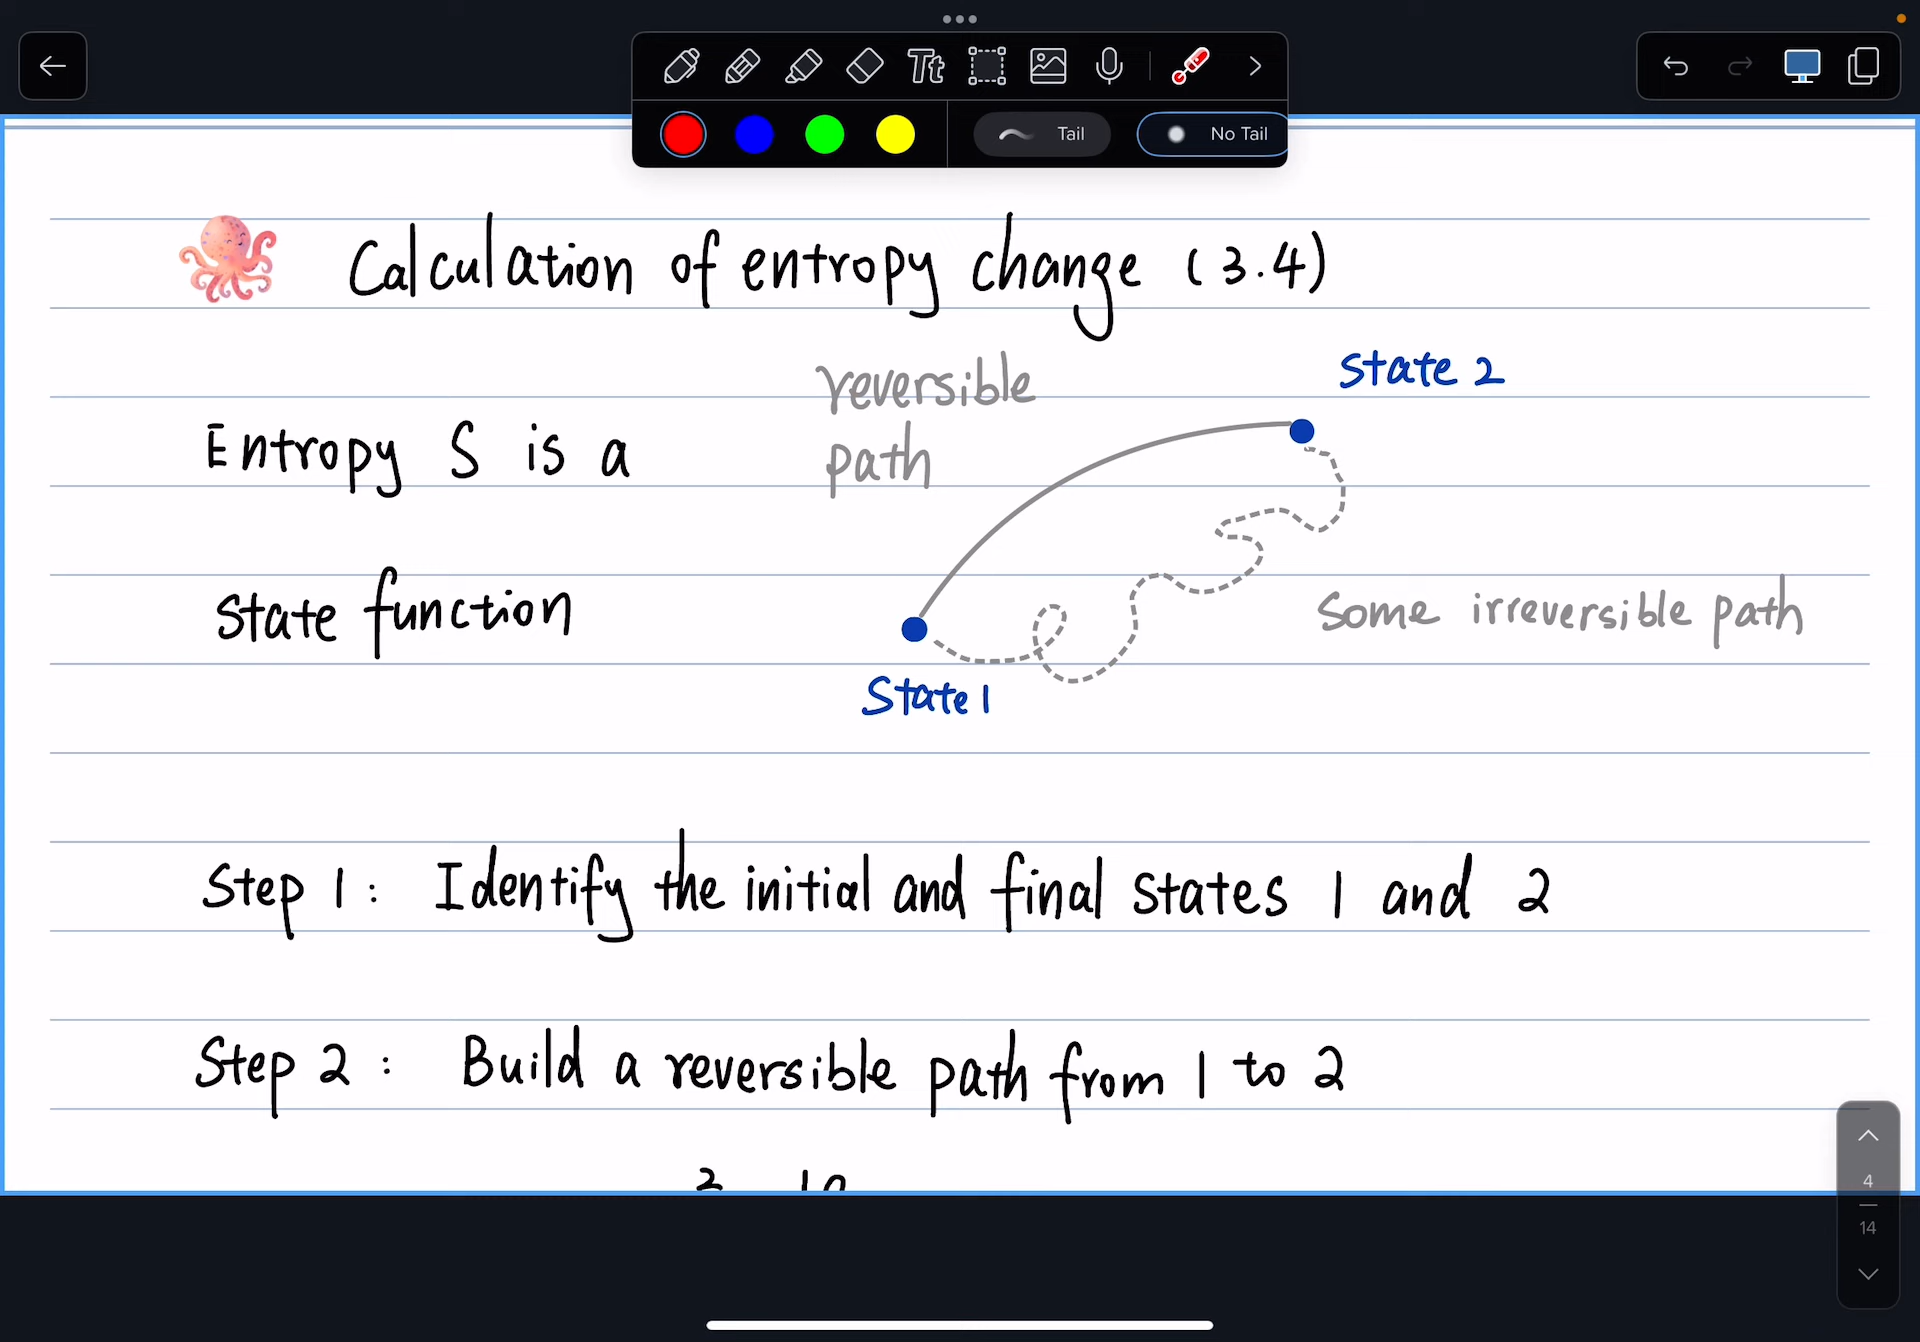 Tt
Tail
No Tail
Calculation of entropy change (3.4)
reversible
path
State 2
Entropy S is a
State function
Some irreversible path
State 1
Step 1: Identify the initial and final states 1 and 2
Step 2: Build a reversible path from 1 to 2
4
14